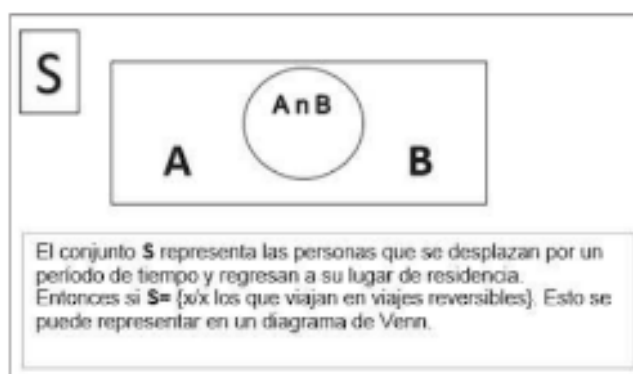 S
A n B
A B
El conjunto S representa las personas que se desplazan por un
período de tiempo y regresan a su lugar de residencia.
Entonces si S= {x/x los que viajan en viajes reversibles}. Esto se
puede representar en un diagrama de Venn.